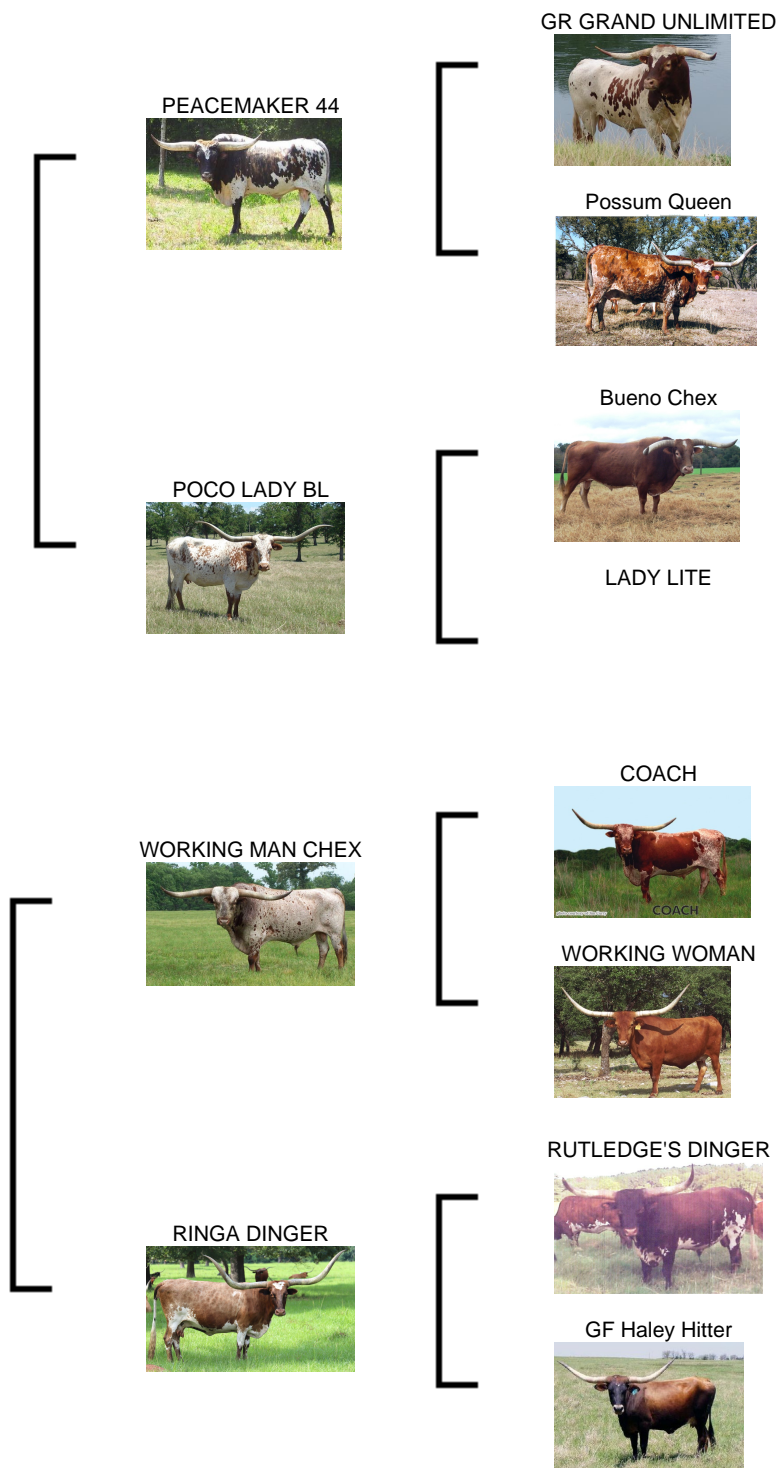 GR GRAND UNLIMITED
PEACEMAKER 44
Possum Queen
Bueno Chex
POCO LADY BL
LADY LITE
COACH
COACH
WORKING MAN CHEX
WORKING WOMAN
RUTLEDGE'S DINGER
RINGA DINGER
GF Haley Hitter